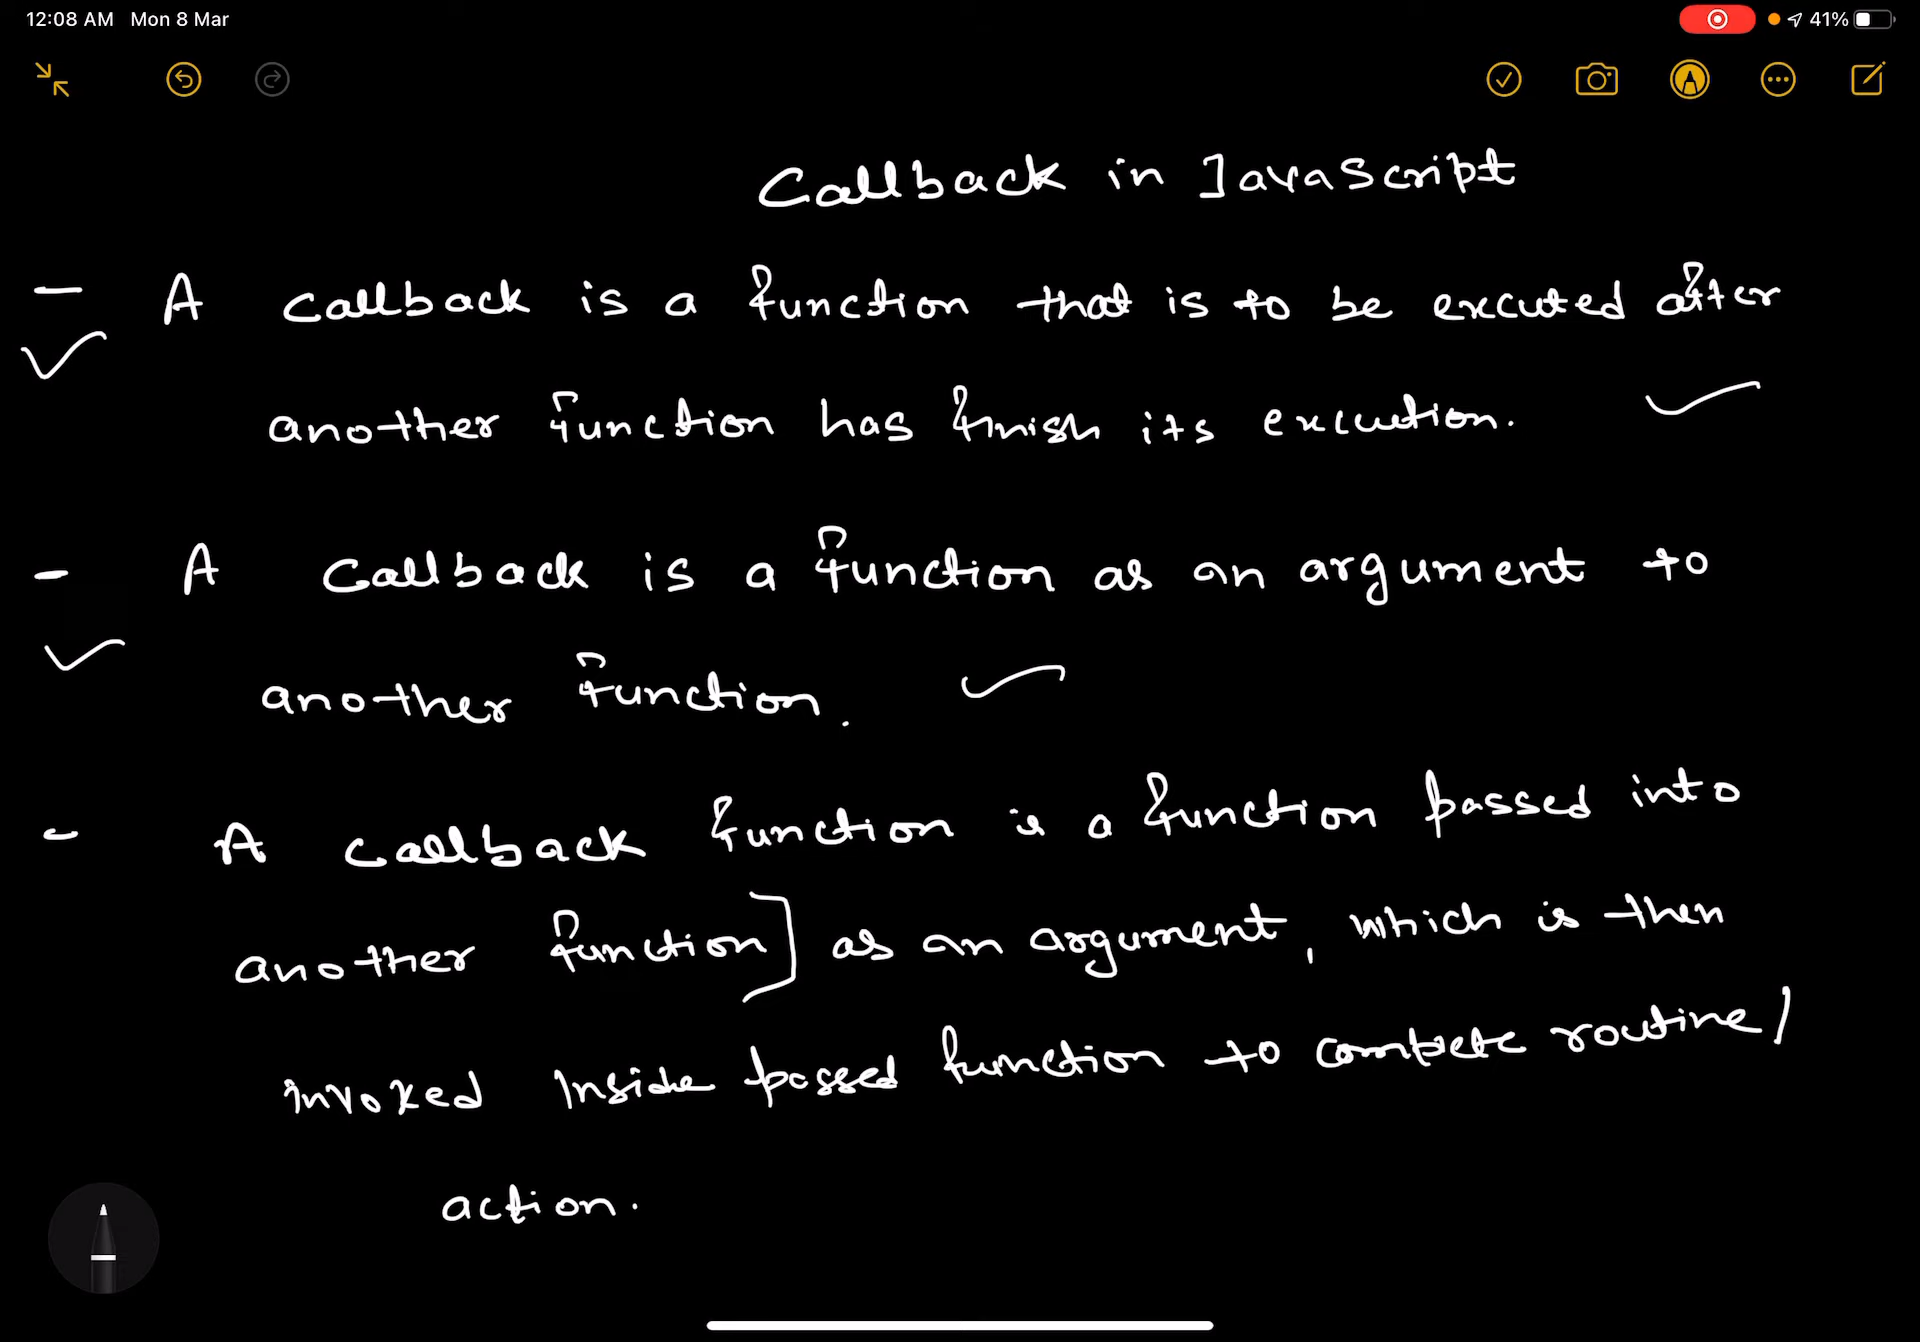 12:08 AM Mon 8 Mar 41%
Callback in JavaScript
- A callback is a function that is to be executed after
another function has finish its execution.
- A Callback is a function as an argument to
another function.
- A callback function is a function passed into
another function] as an argument, which is then
invoked Inside passed function to complete routine/
action.